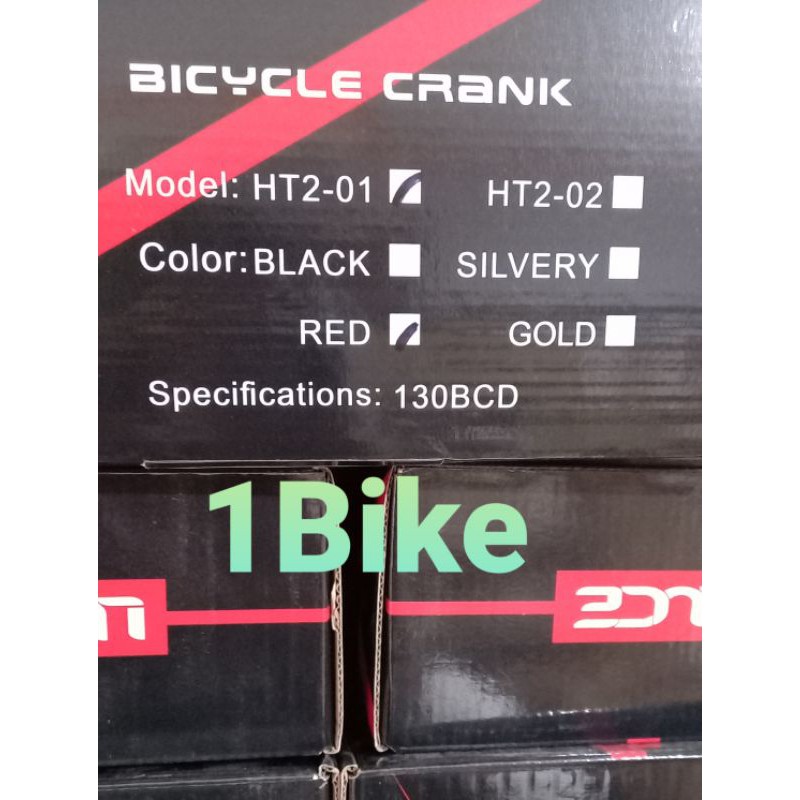 BICYCLE CRANK
Model: HT2-01 HT2-02
Color: BLACK SILVERY
RED GOLD
Specifications: 130BCD
1Bike